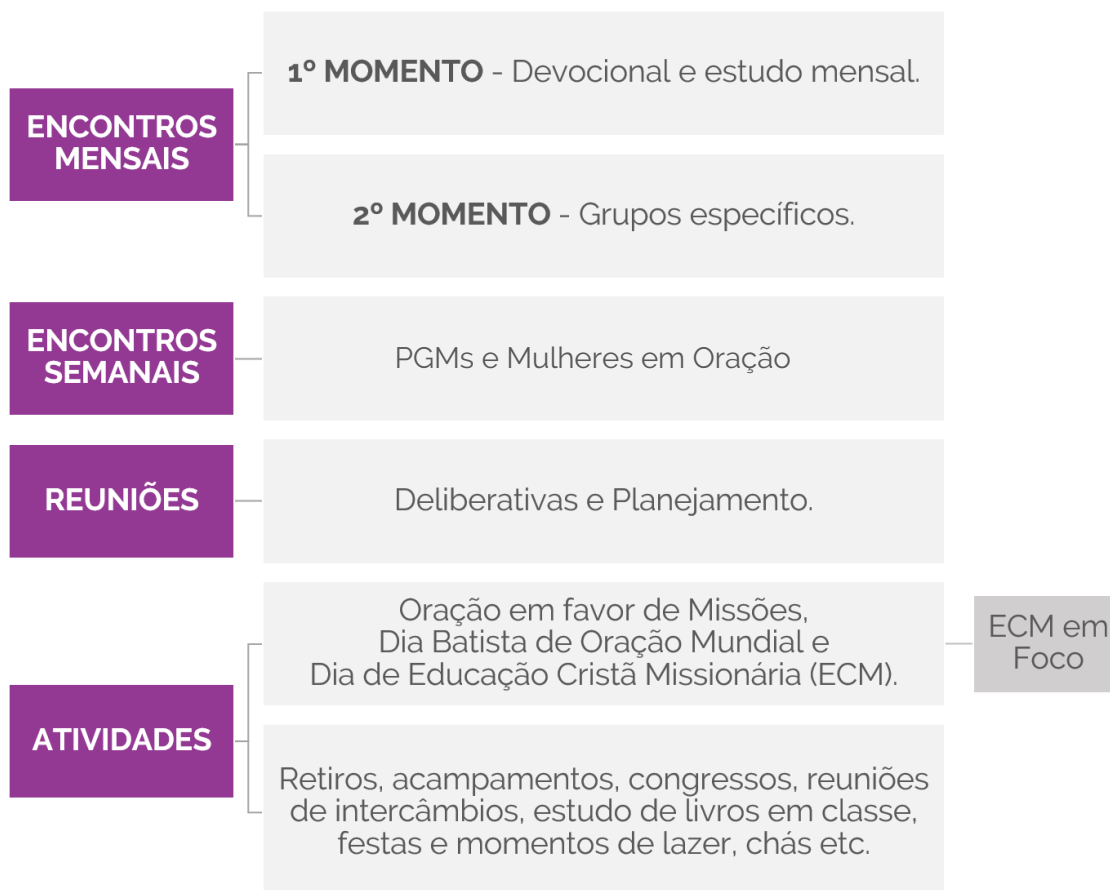 ENCONTROS
MENSAIS
1º MOMENTO - Devocional e estudo mensal.
2º MOMENTO - Grupos específicos.
ENCONTROS
SEMANAIS
PGMs e Mulheres em Oração
REUNIÕES
Deliberativas e Planejamento.
ATIVIDADES
Oração em favor de Missões,
Dia Batista de Oração Mundial e
Dia de Educação Cristã Missionária (ECM).
ECM em
Foco
Retiros, acampamentos, congressos, reuniões
de intercâmbios, estudo de livros em classe,
festas e momentos de lazer, chás etc.